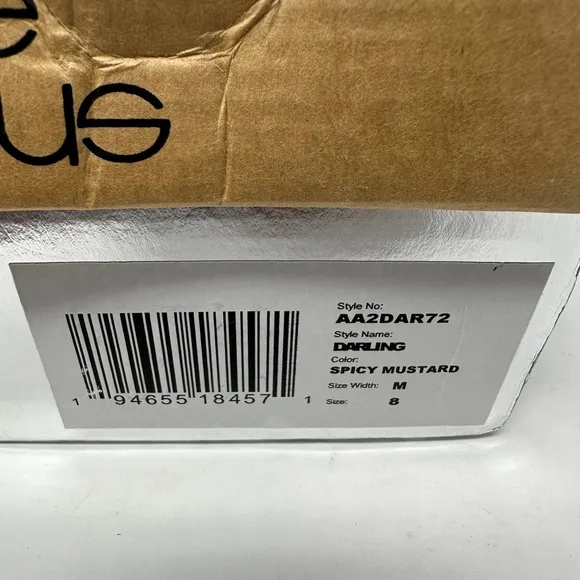 e
us
Style No:
AA2DAR72
Style Name:
DARLING
Color:
SPICY MUSTARD
Size Width: M
Size: 8
1 94655 18457 1